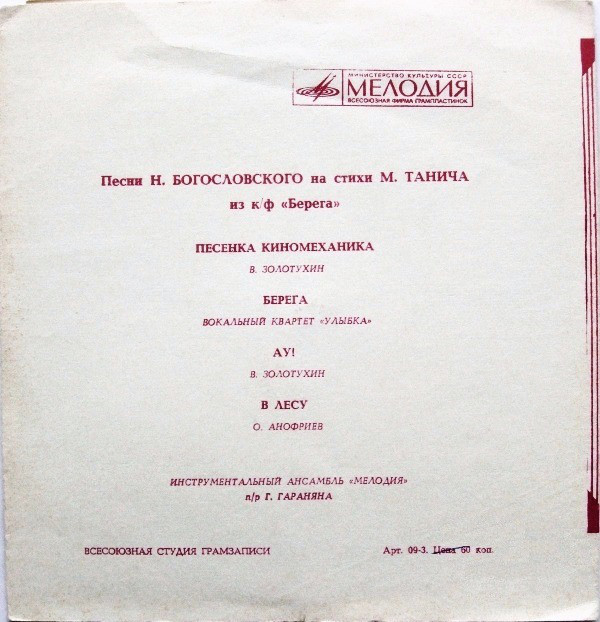 МИНИСТЕРСТВО КУЛЬТУРЫ СССР
МЕЛОДИЯ
ВСЕСОЮЗНАЯ ФИРМА ГРАМПЛАСТИНОК
Песни Н. БОГОСЛОВСКОГО на стихи М. ТАНИЧА
из к/ф «Берега»
ПЕСЕНКА КИНОМЕХАНИКА
В. ЗОЛОТУХИН
БЕРЕГА
ВОКАЛЬНЫЙ КВАРТЕТ «УЛЫБКА»
АУ!
В. ЗОЛОТУХИН
В ЛЕСУ
О. АНОФРИЕВ
ИНСТРУМЕНТАЛЬНЫЙ АНСАМБЛЬ «МЕЛОДИЯ»
п/р Г. ГАРАНЯНА
ВСЕСОЮЗНАЯ СТУДИЯ ГРАМЗАПИСИ
Арт. 09-3. Цена 60 коп.